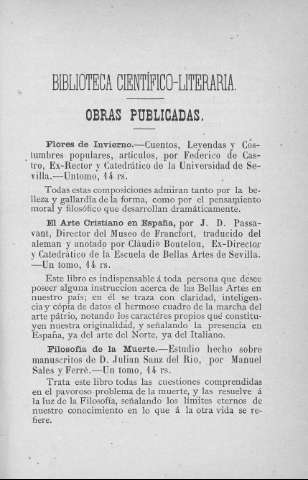 BIBLIOTECA CIENTÍFICO-LITERARIA.
OBRAS PUBLICADAS.
Flores de Invierno.—Cuentos, Leyendas y Cós-
tumbres populares, artículos, por Federico de Cas-
tro, Ex-Rector y Catedrático de la Universidad de Se-
villa.—Untomo, 14 rs.
Todas estas composiciones admiran tanto por la be-
lleza y gallardía de la forma, como por el pensamiento
moral y filosófico que desarrollan dramáticamente.
El Arte Cristiano en España, por J. D. Passa-
vant, Director del Museo de Francfort, traducido del
aleman y anotado por Claudio Boutelou, Ex-Director
y Catedrático de la Escuela de Bellas Artes de Sevilla.
—Un tomo, 14 rs.
Este libro es indispensable á toda persona que desee
poseer alguna instruccion acerca de las Bellas Artes en
nuestro país; en él se traza con claridad, inteligen-
cia y cópia de datos el hermoso cuadro de la marcha del
arte pátrio, notando los caractéres propios que constitu-
yen nuestra originalidad, y señalando la presencia en
España, ya del arte del Norte, ya del Italiano.
Filosofía de la Muerte.—Estudio hecho sobre
manuscritos de D. Julian Sanz del Rio, por Manuel
Sales y Ferré.—Un tomo, 14 rs.
Trata este libro todas las cuestiones comprendidas
en el pavoroso problema de la muerte, y las resuelve á
la luz de la Filosofía, señalando los límites eternos de
nuestro conocimiento en lo que á la otra vida se re-
fiere.